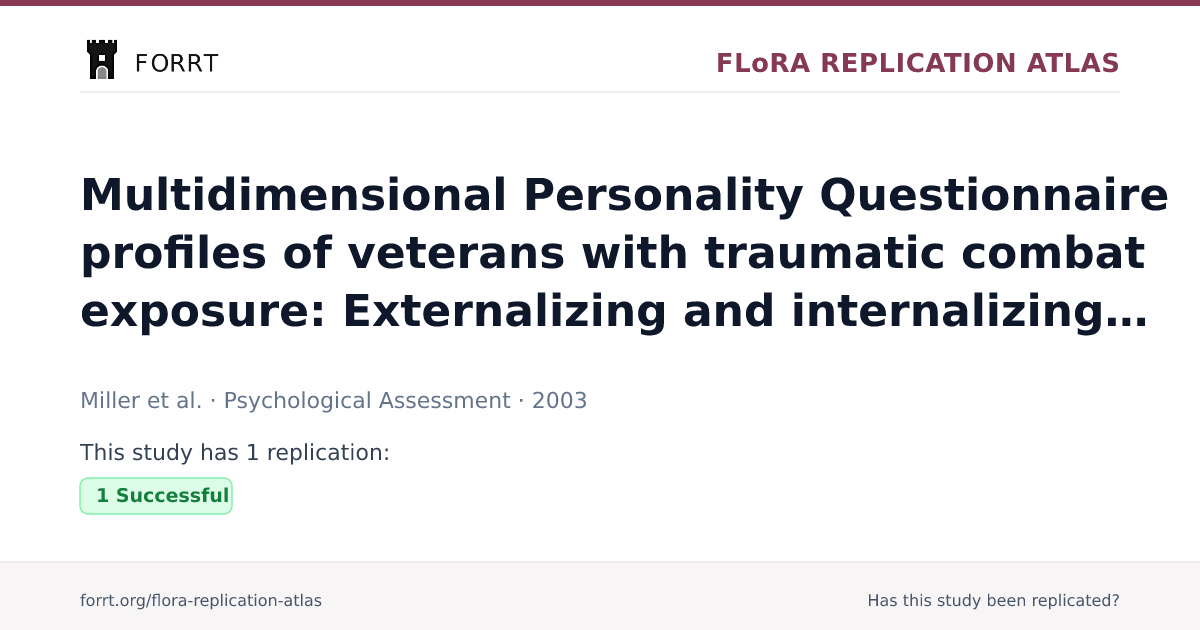 FORRT
FLoRA REPLICATION ATLAS
Multidimensional Personality Questionnaire
profiles of veterans with traumatic combat
exposure: Externalizing and internalizing…
Miller et al. · Psychological Assessment · 2003
This study has 1 replication:
1 Successful
forrt.org/flora-replication-atlas
Has this study been replicated?